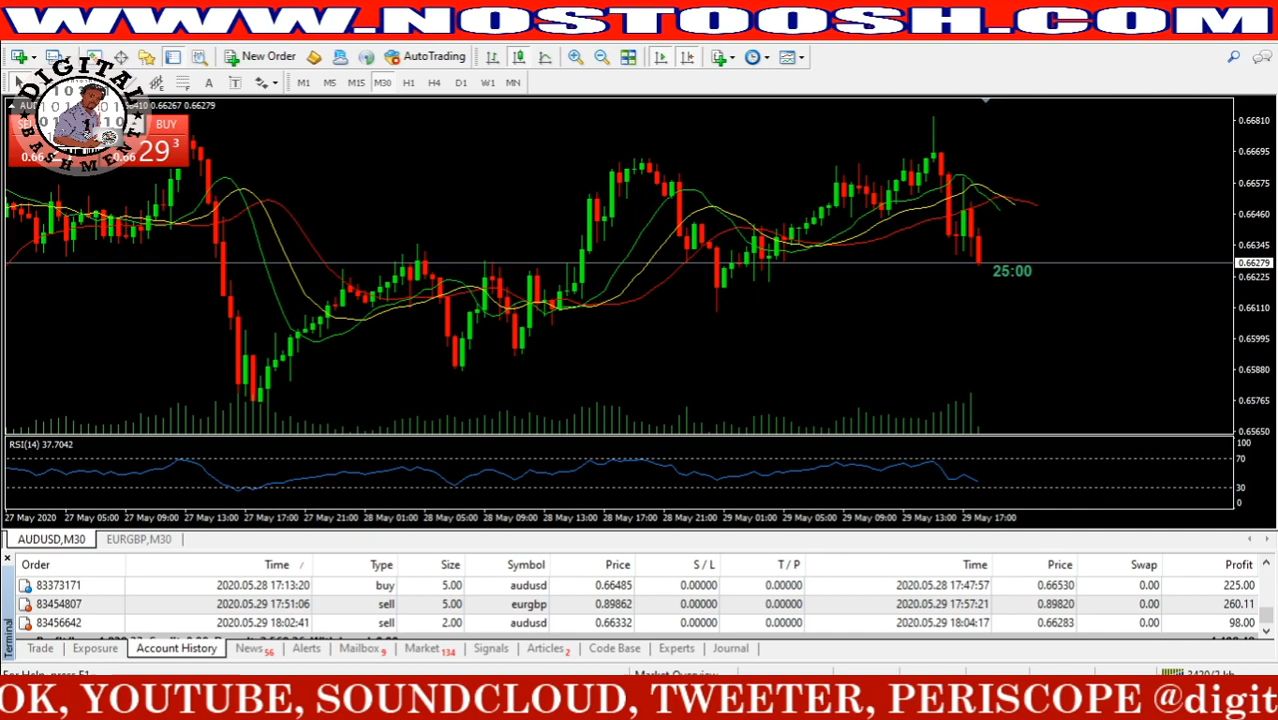 WWW.NOSTOOSH.COM
New Order AutoTrading
A T M1 M5 M15 M30 H1 H4 D1 W1 MN
DIGITAL
BASHMENT
0.66267 0.66279
BUY
29 3
0.66810
0.66695
0.66575
0.66460
0.66345
0.66279
0.66225
0.66110
0.65995
0.65880
0.65765
0.65650
25:00
RSI(14) 37.7042
100
70
30
0
27 May 2020 27 May 05:00 27 May 09:00 27 May 13:00 27 May 17:00 27 May 21:00 28 May 01:00 28 May 05:00 28 May 09:00 28 May 13:00 28 May 17:00 28 May 21:00 29 May 01:00 29 May 05:00 29 May 09:00 29 May 13:00 29 May 17:00
AUDUSD,M30 EURGBP,M30
Order Time / Type Size Symbol Price S / L T / P Time Price Swap Profit
83373171 2020.05.28 17:13:20 buy 5.00 audusd 0.66485 0.00000 0.00000 2020.05.28 17:47:57 0.66530 0.00 225.00
83454807 2020.05.29 17:51:06 sell 5.00 eurgbp 0.89862 0.00000 0.00000 2020.05.29 17:57:21 0.89820 0.00 260.11
83456642 2020.05.29 18:02:41 sell 2.00 audusd 0.66332 0.00000 0.00000 2020.05.29 18:04:17 0.66283 0.00 98.00
Terminal
Trade Exposure Account History News 56 Alerts Mailbox 9 Market 134 Signals Articles 2 Code Base Experts Journal
For Help, press F1
Market Overview
OK, YOUTUBE, SOUNDCLOUD, TWEETER, PERISCOPE @digit